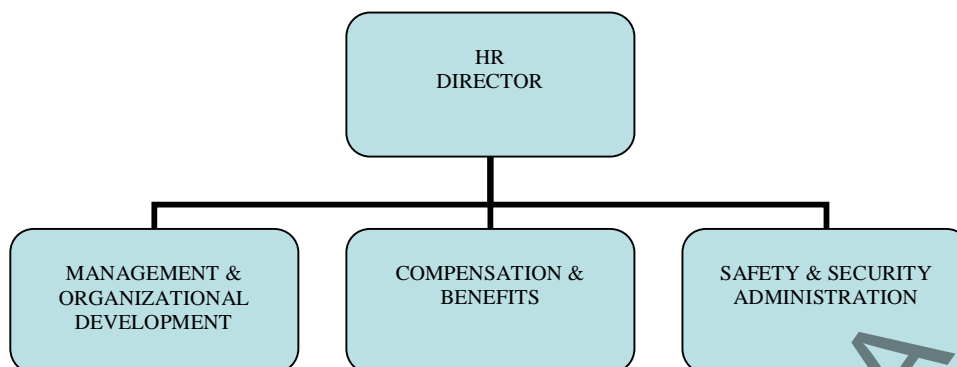 HR
DIRECTOR
MANAGEMENT &
ORGANIZATIONAL
DEVELOPMENT
COMPENSATION &
BENEFITS
SAFETY & SECURITY
ADMINISTRATION
A